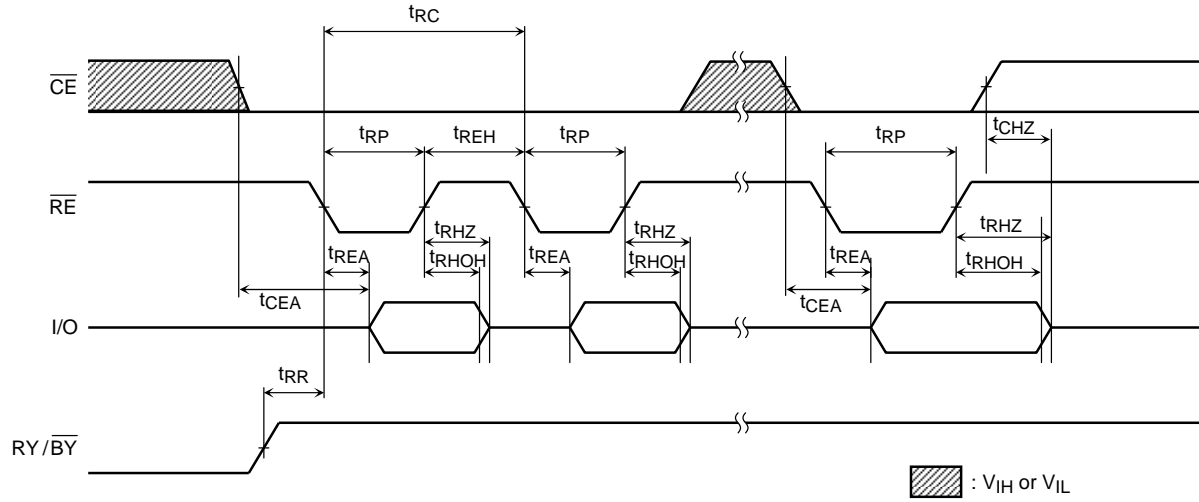 tRC
CE
tRP tREH tRP tRP tCHZ
RE
tREA tRHZ tREA tRHZ tREA tRHZ
tRHOH tRHOH tRHOH
tCEA tCEA
I/O
tRR
RY/BY
: VIH or VIL